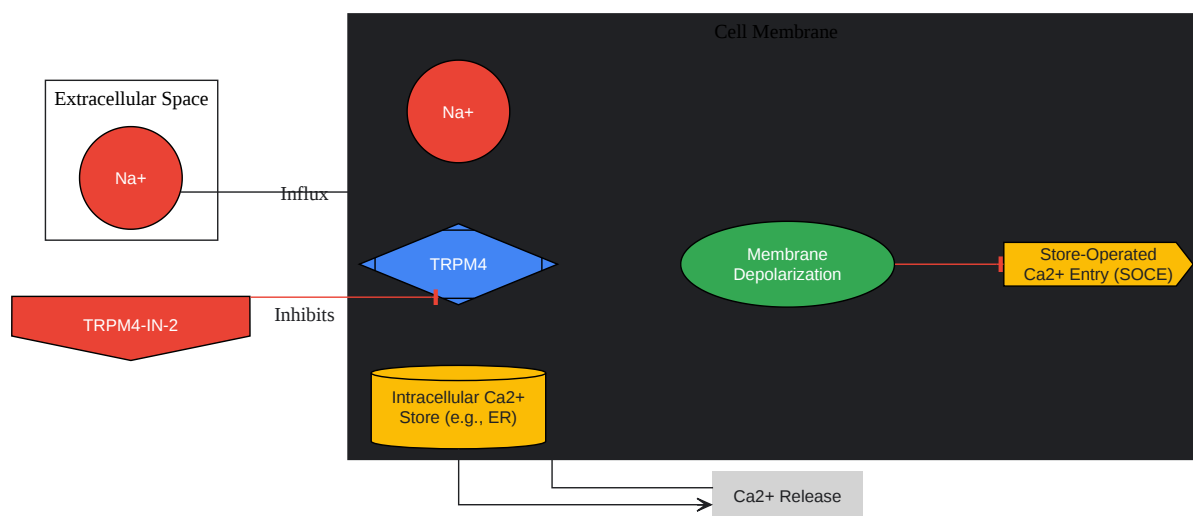 Cell Membrane
Extracellular Space
Na+
Na+
Influx
TRPM4
Membrane
Depolarization
Store-Operated
Ca2+ Entry (SOCE)
Inhibits
TRPM4-IN-2
Intracellular Ca2+
Store (e.g., ER)
Ca2+ Release